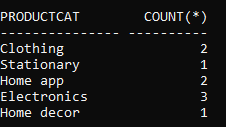 PRODUCTCAT COUNT(*)
--------------- ----------
Clothing 2
Stationary 1
Home app 2
Electronics 3
Home decor 1